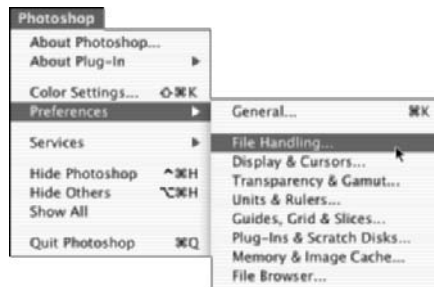 Photoshop
About Photoshop...
About Plug-In ▶
Color Settings... ⇧⌘K
Preferences ▶
Services ▶
Hide Photoshop ^⌘H
Hide Others ⌥⌘H
Show All
Quit Photoshop ⌘Q
General... ⌘K
File Handling...
Display & Cursors...
Transparency & Gamut...
Units & Rulers...
Guides, Grid & Slices...
Plug-Ins & Scratch Disks...
Memory & Image Cache...
File Browser...